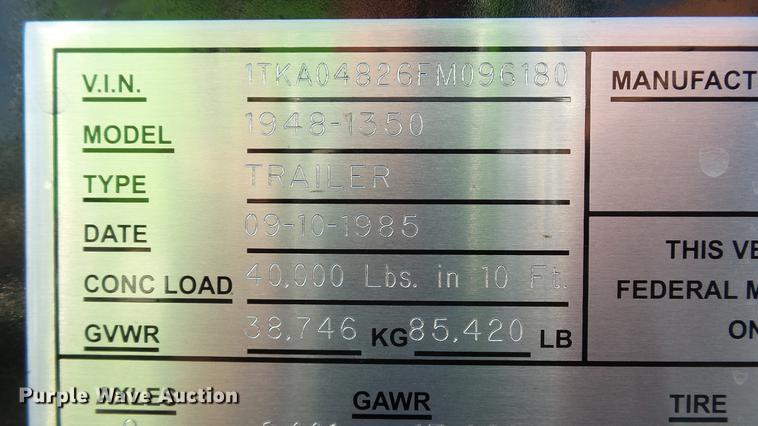 V.I.N. 1TKA04826FM096180
MANUFACT
MODEL 1948-1350
TYPE TRAILER
DATE 09-10-1985
THIS VE
CONC LOAD 40,000 Lbs. in 10 Ft.
FEDERAL M
GVWR 38,746 KG 85,420 LB
ON
AXLES GAWR TIRE
Purple Wave Auction